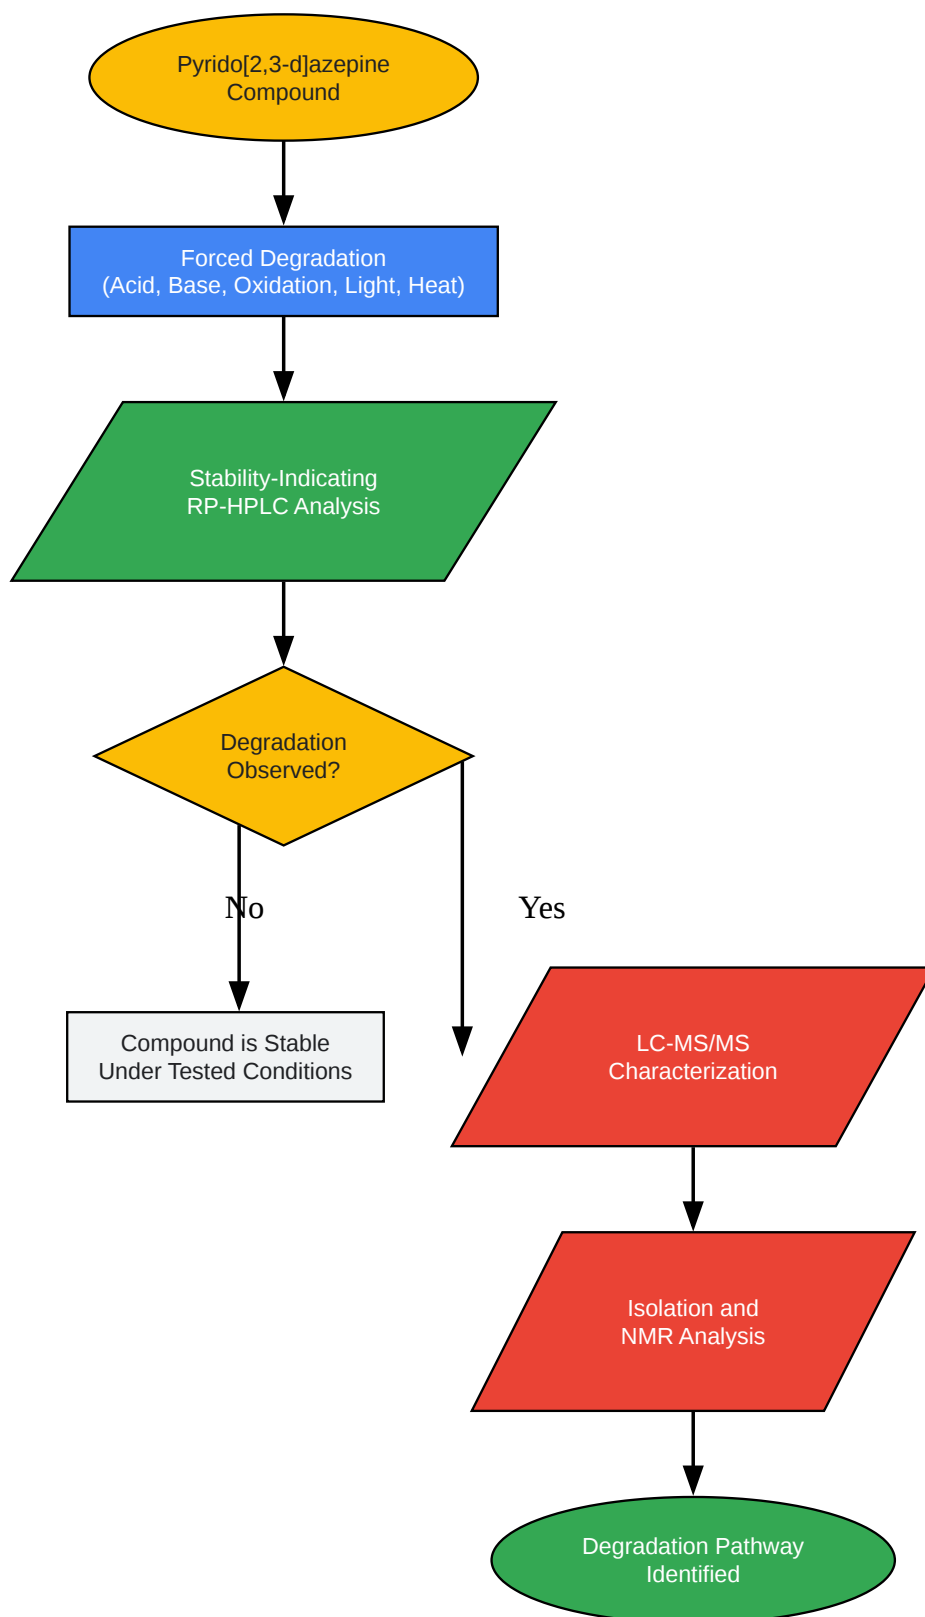 Pyrido[2,3-d]azepine
Compound
Forced Degradation
(Acid, Base, Oxidation, Light, Heat)
Stability-Indicating
RP-HPLC Analysis
Degradation
Observed?
No
Yes
Compound is Stable
Under Tested Conditions
LC-MS/MS
Characterization
Isolation and
NMR Analysis
Degradation Pathway
Identified